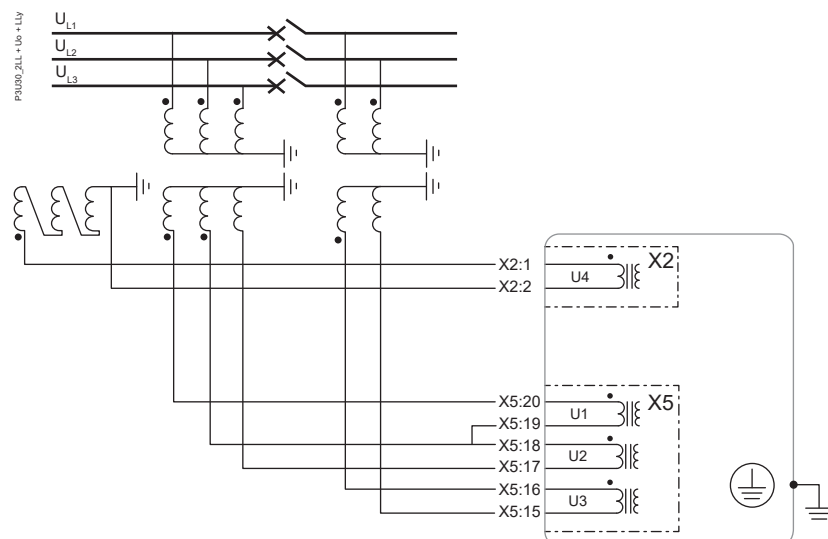 P3U30_2LL + Uo + LLy
UL1
UL2
UL3
X2:1
X2:2
U4
X2
X5:20
X5:19
X5:18
X5:17
X5:16
X5:15
U1
U2
U3
X5